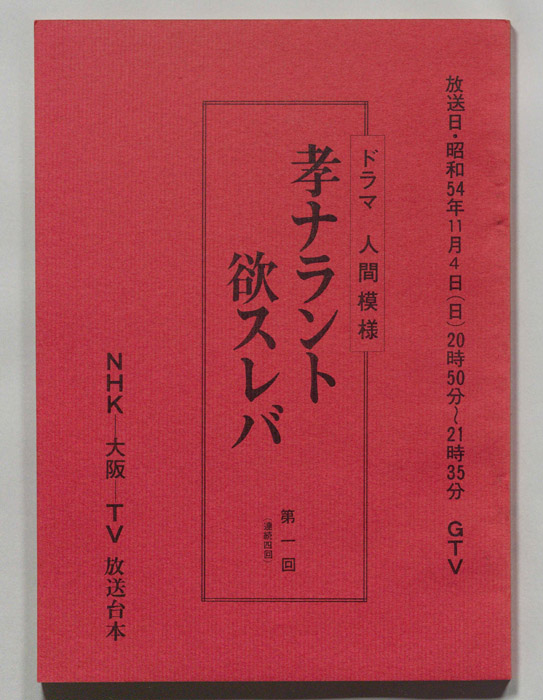 放送日・昭和54年11月4日(日)20時50分~21時35分 GTV
ドラマ 人間模様
孝ナラント
欲スレバ
第一回
(連続四回)
NHK―大阪―TV 放送台本